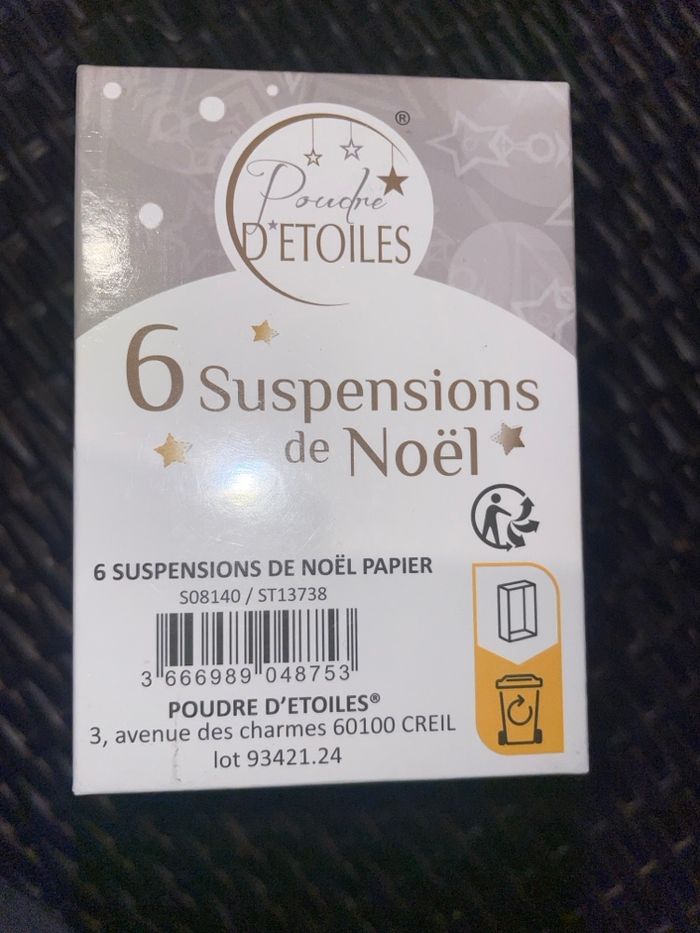 ®
Poudre
D'ETOILES
6 Suspensions
de Noël
6 SUSPENSIONS DE NOËL PAPIER
S08140 / ST13738
3 666989 048753
POUDRE D'ETOILES®
3, avenue des charmes 60100 CREIL
lot 93421.24